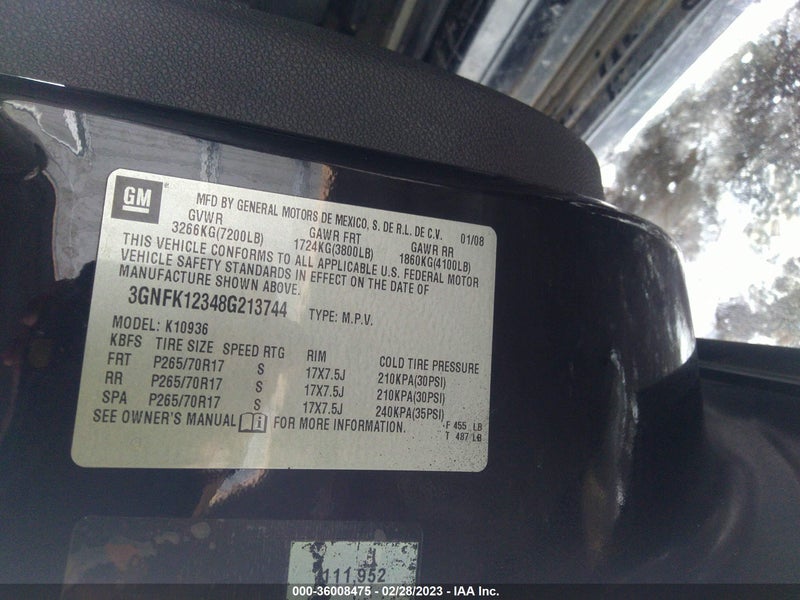 GM
MFD BY GENERAL MOTORS DE MEXICO, S. DE R.L. DE C.V. 01/08
GVWR GAWR FRT GAWR RR
3266KG(7200LB) 1724KG(3800LB) 1860KG(4100LB)
THIS VEHICLE CONFORMS TO ALL APPLICABLE U.S. FEDERAL MOTOR
VEHICLE SAFETY STANDARDS IN EFFECT ON THE DATE OF
MANUFACTURE SHOWN ABOVE.
3GNFK12348G213744 TYPE: M.P.V.
MODEL: K10936
KBFS TIRE SIZE SPEED RTG RIM COLD TIRE PRESSURE
FRT P265/70R17 S 17X7.5J 210KPA(30PSI)
RR P265/70R17 S 17X7.5J 210KPA(30PSI)
SPA P265/70R17 S 17X7.5J 240KPA(35PSI)
SEE OWNER'S MANUAL i FOR MORE INFORMATION.
F 455 LB
T 487 LB
111,952
000-36008475 - 02/28/2023 - IAA Inc.